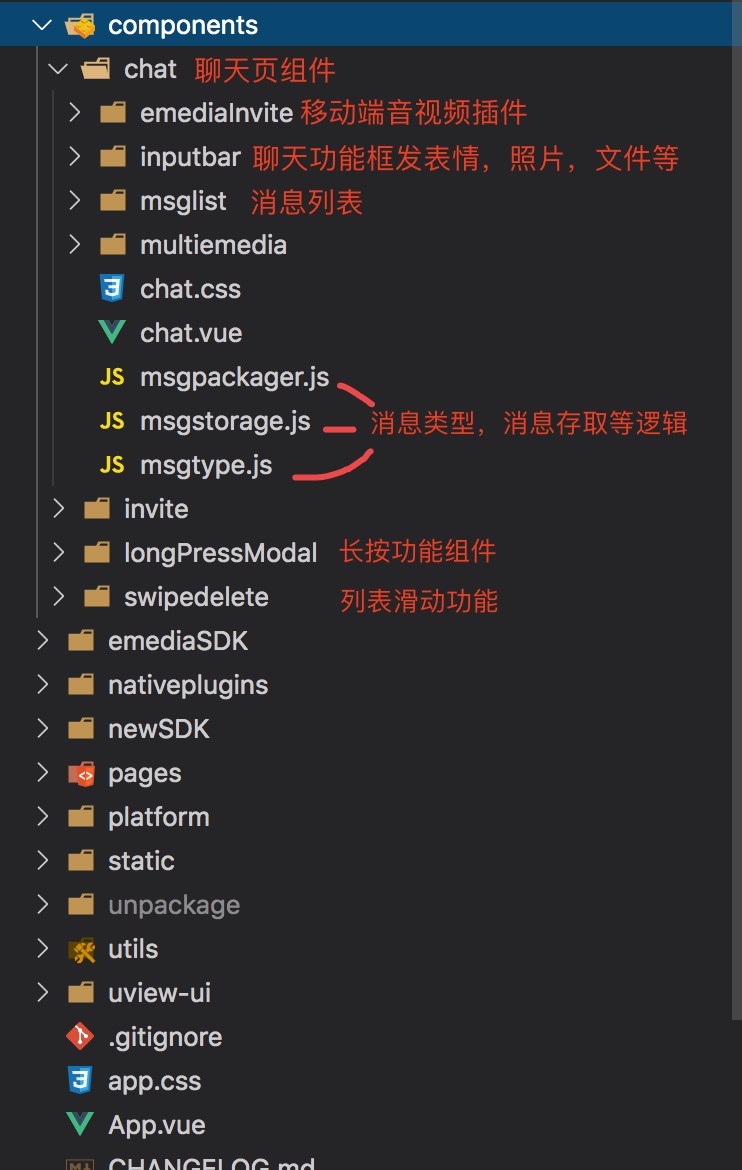 components
chat 聊天页组件
emediaInvite 移动端音视频插件
inputbar 聊天功能框发表情，照片，文件等
msglist 消息列表
multiemedia
chat.css
chat.vue
JS msgpackager.js
JS msgstorage.js 消息类型，消息存取等逻辑
JS msgtype.js
invite
longPressModal 长按功能组件
swipedelete 列表滑动功能
emediaSDK
nativeplugins
newSDK
pages
platform
static
unpackage
utils
uview-ui
.gitignore
app.css
App.vue
CHANGELOG.md